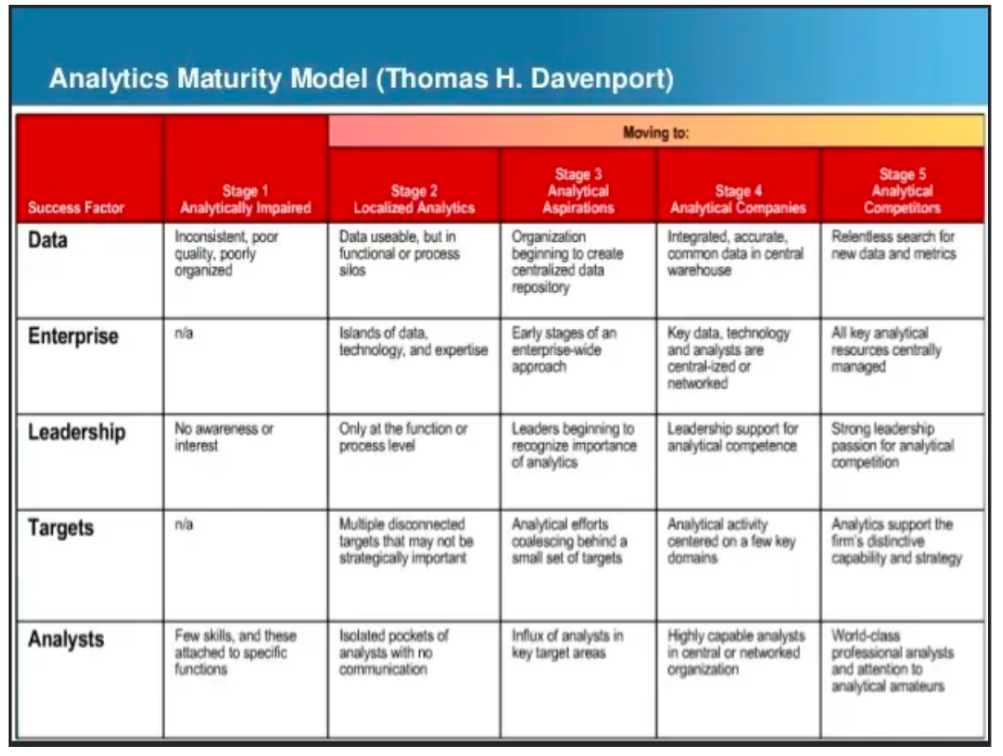 Analytics Maturity Model (Thomas H. Davenport)
Moving to:
Success Factor
Stage 1
Analytically Impaired
Stage 2
Localized Analytics
Stage 3
Analytical
Aspirations
Stage 4
Analytical Companies
Stage 5
Analytical
Competitors
Data
Inconsistent, poor
quality, poorly
organized
Data useable, but in
functional or process
silos
Organization
beginning to create
centralized data
repository
Integrated, accurate,
common data in central
warehouse
Relentless search for
new data and metrics
Enterprise
n/a
Islands of data,
technology, and expertise
Early stages of an
enterprise-wide
approach
Key data, technology
and analysts are
central-ized or
networked
All key analytical
resources centrally
managed
Leadership
No awareness or
interest
Only at the function or
process level
Leaders beginning to
recognize importance
of analytics
Leadership support for
analytical competence
Strong leadership
passion for analytical
competition
Targets
n/a
Multiple disconnected
targets that may not be
strategically important
Analytical efforts
coalescing behind a
small set of targets
Analytical activity
centered on a few key
domains
Analytics support the
firm's distinctive
capability and strategy
Analysts
Few skills, and these
attached to specific
functions
Isolated pockets of
analysts with no
communication
Influx of analysts in
key target areas
Highly capable analysts
in central or networked
organization
World-class
professional analysts
and attention to
analytical amateurs